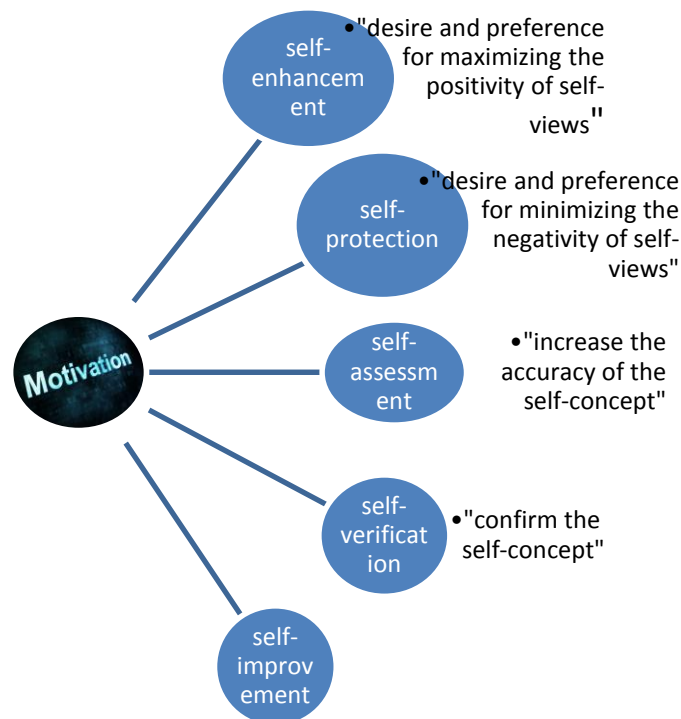 self-
enhancem
ent
•"desire and preference
for maximizing the
positivity of self-
views"
self-
protection
•"desire and preference
for minimizing the
negativity of self-
views"
Motivation
self-
assessm
ent
•"increase the
accuracy of the
self-concept"
self-
verificat
ion
•"confirm the
self-concept"
self-
improv
ement